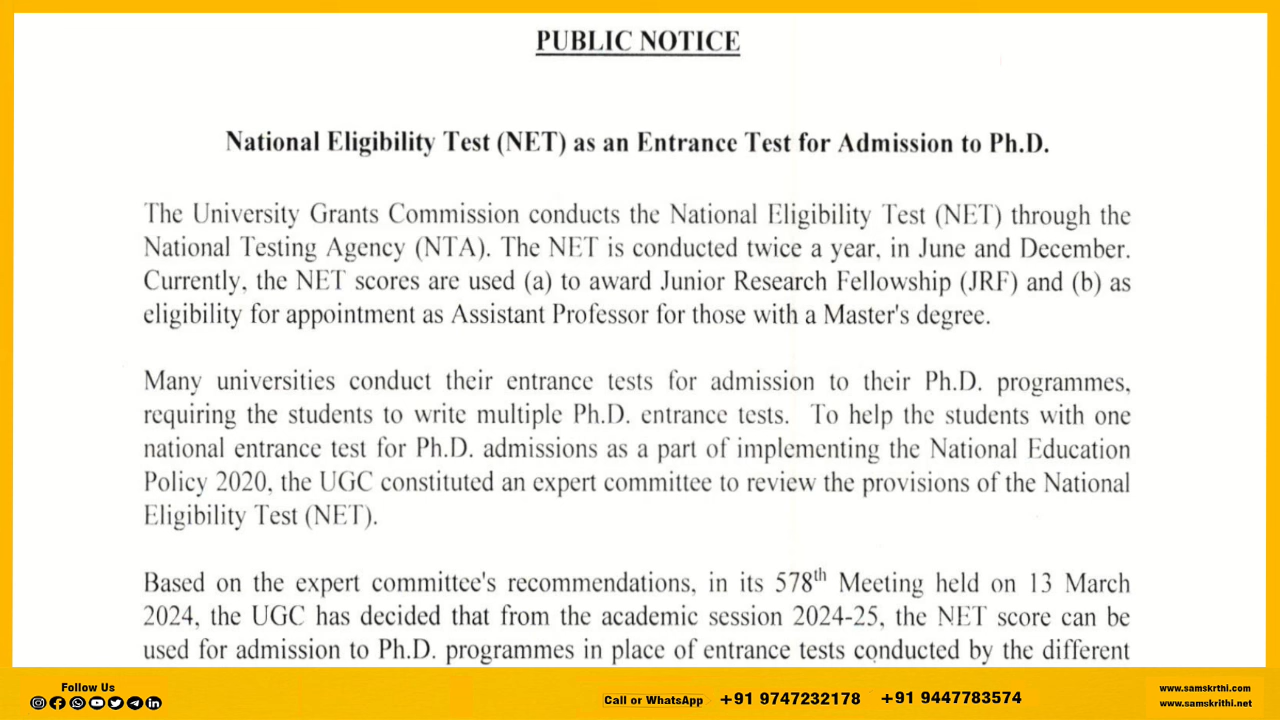 PUBLIC NOTICE
National Eligibility Test (NET) as an Entrance Test for Admission to Ph.D.
The University Grants Commission conducts the National Eligibility Test (NET) through the
National Testing Agency (NTA). The NET is conducted twice a year, in June and December.
Currently, the NET scores are used (a) to award Junior Research Fellowship (JRF) and (b) as
eligibility for appointment as Assistant Professor for those with a Master's degree.
Many universities conduct their entrance tests for admission to their Ph.D. programmes,
requiring the students to write multiple Ph.D. entrance tests. To help the students with one
national entrance test for Ph.D. admissions as a part of implementing the National Education
Policy 2020, the UGC constituted an expert committee to review the provisions of the National
Eligibility Test (NET).
Based on the expert committee's recommendations, in its 578th Meeting held on 13 March
2024, the UGC has decided that from the academic session 2024-25, the NET score can be
used for admission to Ph.D. programmes in place of entrance tests conducted by the different
Follow Us
Call or WhatsApp +91 9747232178 +91 9447783574
www.samskrthi.com
www.samskrithi.net